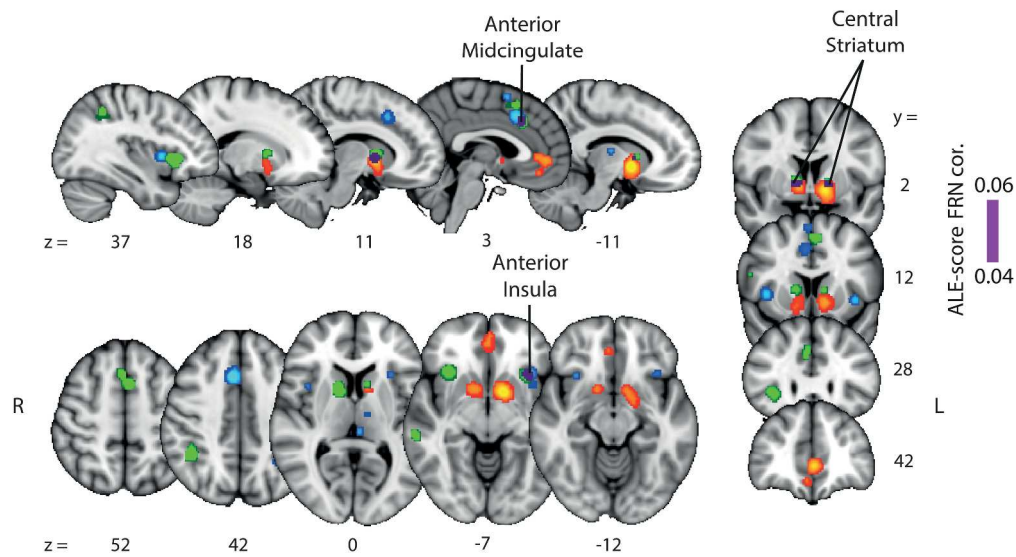 Anterior
Midcingulate
Central
Striatum
y =
z = 37 18 11 3 -11
2
ALE-score FRN cor.
0.06
0.04
Anterior
Insula
12
28
R
L
42
z = 52 42 0 -7 -12